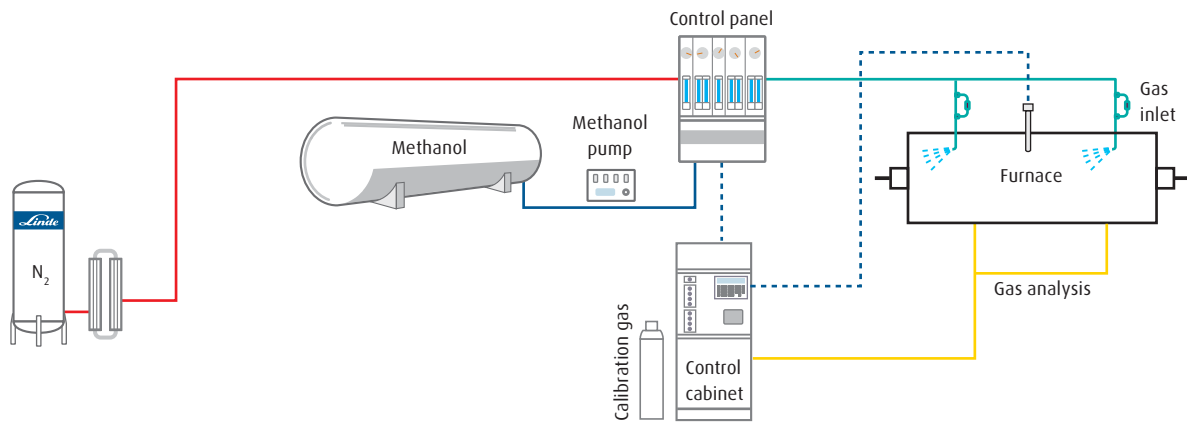 Control panel
Gas
inlet
Methanol
pump
Methanol
Furnace
Linde
N₂
Gas analysis
Calibration gas
Control
cabinet